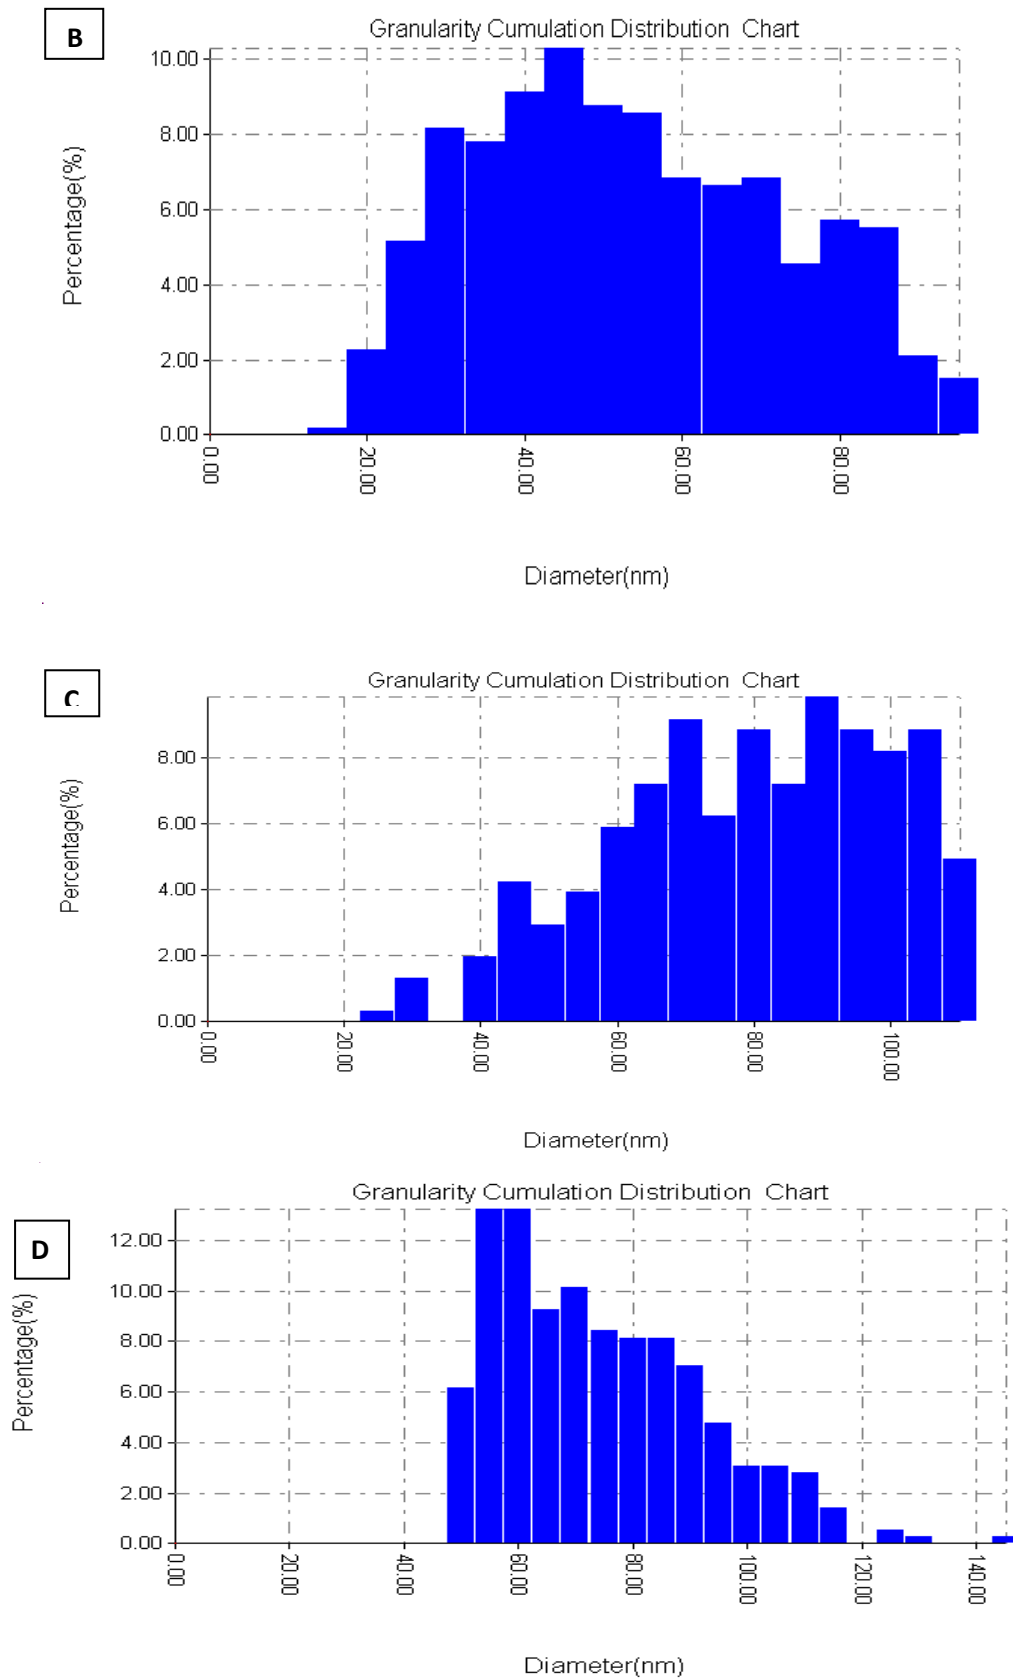 B
Granularity Cumulation Distribution Chart
10.00
8.00
6.00
4.00
2.00
0.00
Percentage(%)
0.00 20.00 40.00 60.00 80.00
Diameter(nm)
C
Granularity Cumulation Distribution Chart
8.00
6.00
4.00
2.00
0.00
Percentage(%)
0.00 20.00 40.00 60.00 80.00 100.00
Diameter(nm)
D
Granularity Cumulation Distribution Chart
12.00
10.00
8.00
6.00
4.00
2.00
0.00
Percentage(%)
0.00 20.00 40.00 60.00 80.00 100.00 120.00 140.00
Diameter(nm)